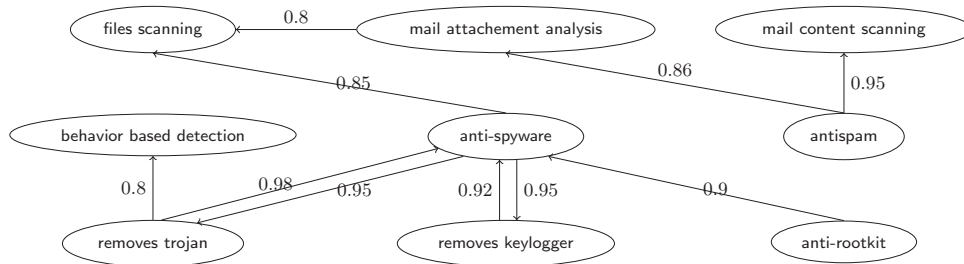 files scanning
0.8
mail attachement analysis
mail content scanning
0.85
0.86
0.95
behavior based detection
anti-spyware
antispam
0.8
0.98
0.95
0.92
0.95
0.9
removes trojan
removes keylogger
anti-rootkit